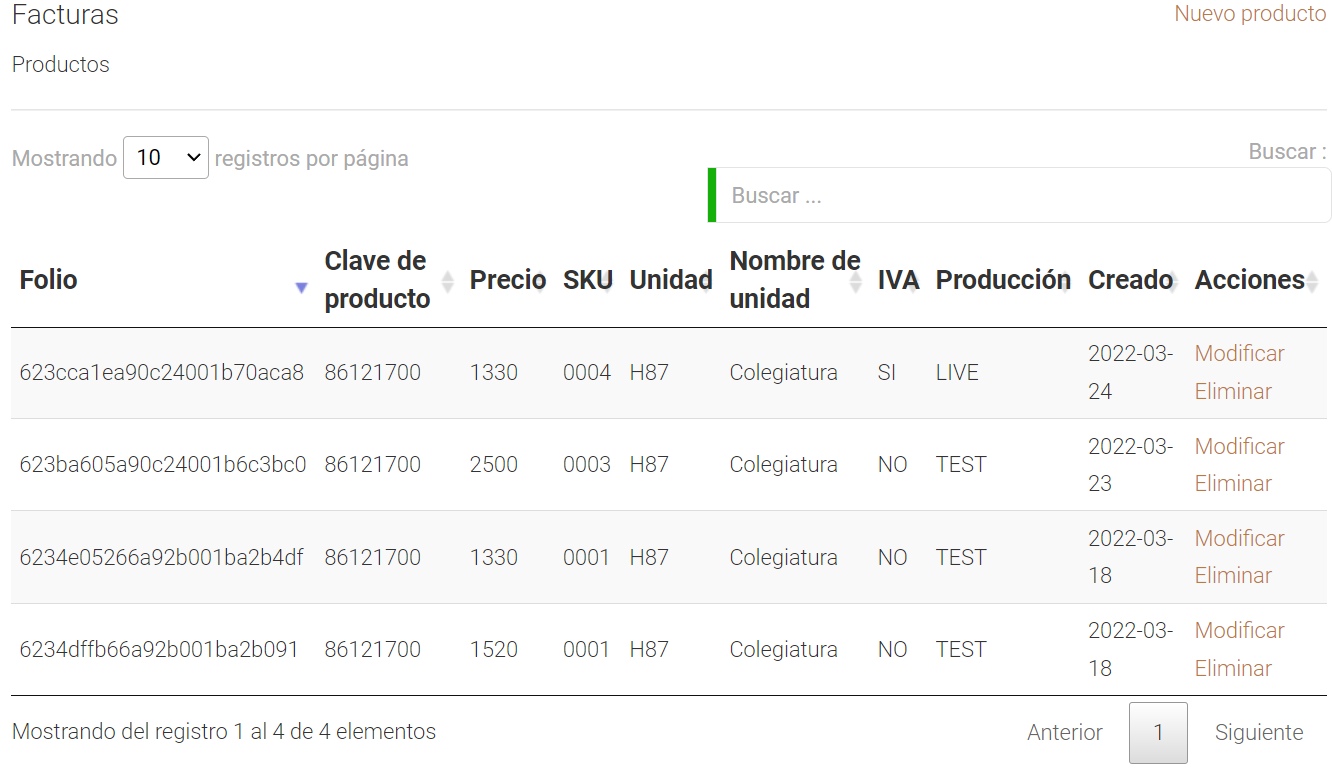 Facturas
Nuevo producto
Productos
Mostrando 10 registros por página
Buscar :
Buscar ...
Folio Clave de producto Precio SKU Unidad Nombre de unidad IVA Producción Creado Acciones
623cca1ea90c24001b70aca8 86121700 1330 0004 H87 Colegiatura SI LIVE 2022-03-24 Modificar Eliminar
623ba605a90c24001b6c3bc0 86121700 2500 0003 H87 Colegiatura NO TEST 2022-03-23 Modificar Eliminar
6234e05266a92b001ba2b4df 86121700 1330 0001 H87 Colegiatura NO TEST 2022-03-18 Modificar Eliminar
6234dffb66a92b001ba2b091 86121700 1520 0001 H87 Colegiatura NO TEST 2022-03-18 Modificar Eliminar
Mostrando del registro 1 al 4 de 4 elementos
Anterior 1 Siguiente